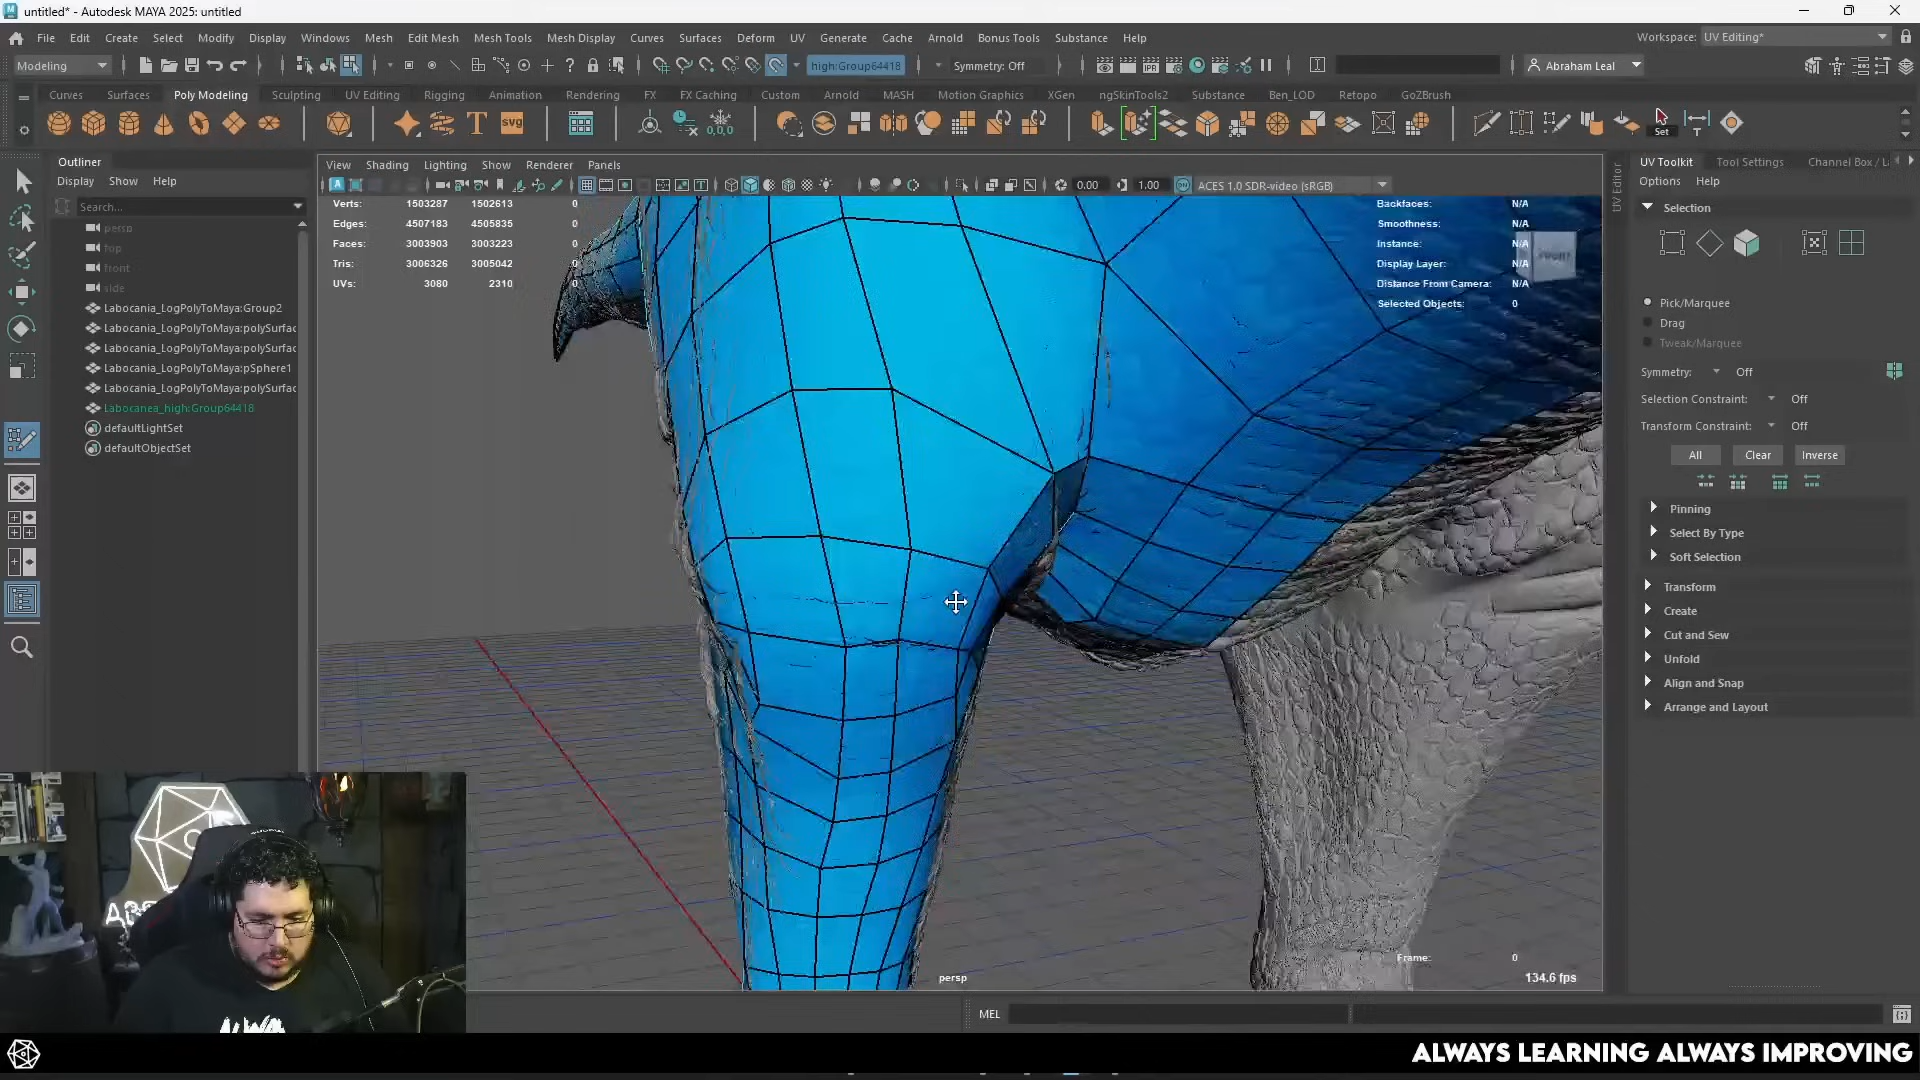 untitled* - Autodesk MAYA 2025: untitled
File Edit Create Select Modify Display Windows Mesh Edit Mesh Mesh Tools Mesh Display Curves Surfaces Deform UV Generate Cache Arnold Bonus Tools Substance Help
Workspace: UV Editing*
Modeling
high:Group64418
Symmetry: Off
Abraham Leal
Curves Surfaces Poly Modeling Sculpting UV Editing Rigging Animation Rendering FX FX Caching Custom Arnold MASH Motion Graphics XGen ngSkinTools2 Substance Ben_LOD Retopo GoZBrush
Set
Outliner
Display Show Help
Search...
persp
top
front
side
Labocania_LogPolyToMaya:Group2
Labocania_LogPolyToMaya:polySurfac
Labocania_LogPolyToMaya:polySurfac
Labocania_LogPolyToMaya:pSphere1
Labocania_LogPolyToMaya:polySurfac
Labocanea_high:Group64418
defaultLightSet
defaultObjectSet
View Shading Lighting Show Renderer Panels
0.00 1.00 ACES 1.0 SDR-video (sRGB)
Verts: 1503287 1502613 0
Edges: 4507183 4505835 0
Faces: 3003903 3003223 0
Tris: 3006326 3005042 0
UVs: 3080 2310 0
Backfaces: N/A
Smoothness: N/A
Instance: N/A
Display Layer: N/A
Distance From Camera: N/A
Selected Objects: 0
Frame: 0
134.6 fps
persp
MEL
UV Editor
UV Toolkit Tool Settings Channel Box / La
Options Help
Selection
Pick/Marquee
Drag
Tweak/Marquee
Symmetry: Off
Selection Constraint: Off
Transform Constraint: Off
All Clear Inverse
Pinning
Select By Type
Soft Selection
Transform
Create
Cut and Sew
Unfold
Align and Snap
Arrange and Layout
ALWAYS LEARNING ALWAYS IMPROVING